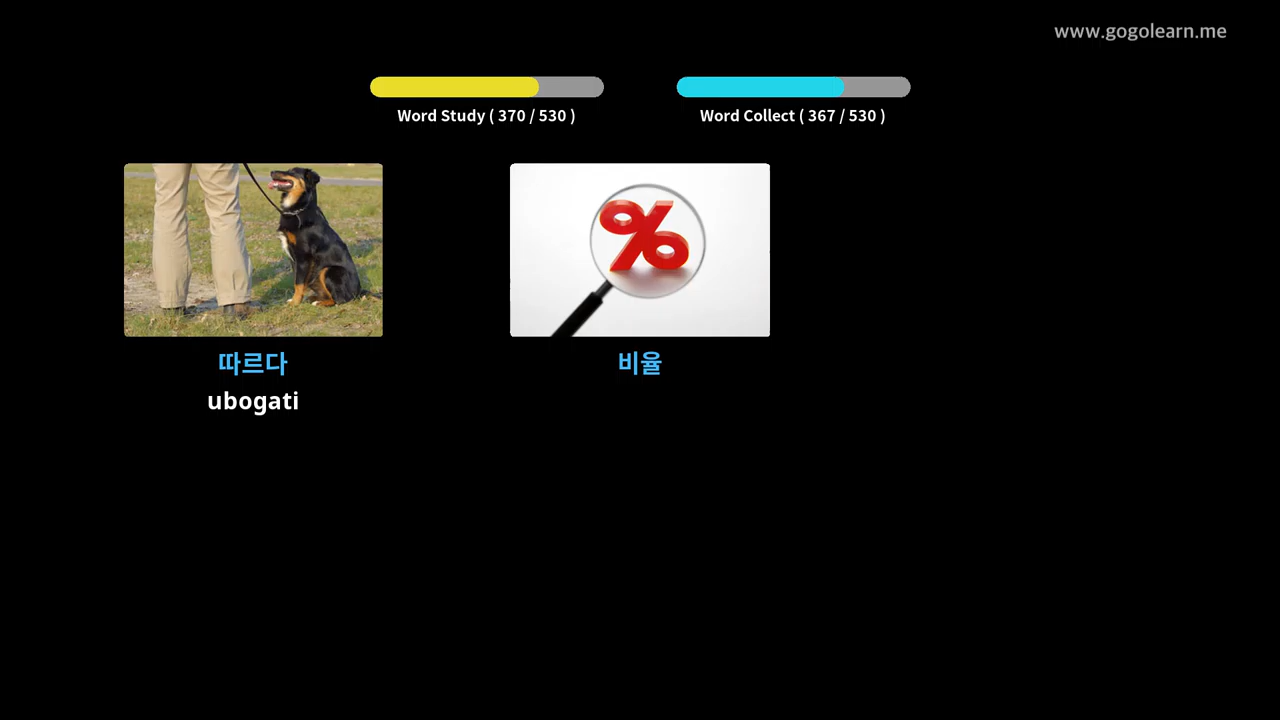 www.gogolearn.me
Word Study ( 370 / 530 )
Word Collect ( 367 / 530 )
따르다
ubogati
비율
%